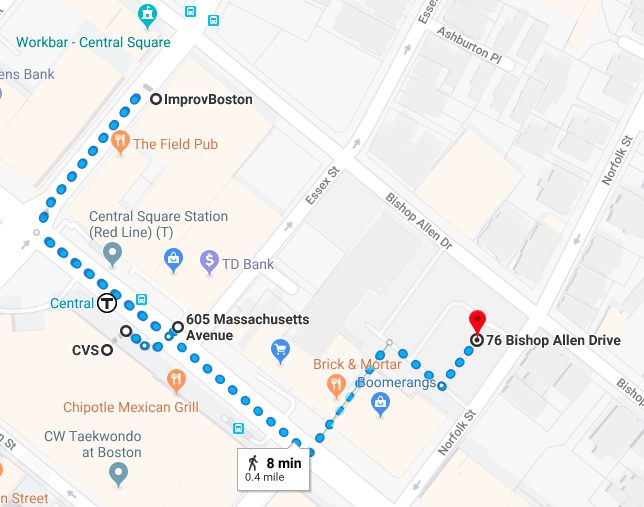 Workbar - Central Square
ens Bank
Essex
Ashburton Pl
ImprovBoston
The Field Pub
Norfolk St
Essex St
Bishop Allen Dr
Central Square Station
(Red Line) (T)
TD Bank
Central
T
605 Massachusetts
Avenue
CVS
76 Bishop Allen Drive
Brick & Mortar
Boomerangs
Chipotle Mexican Grill
Bishop
CW Taekwondo
at Boston
Norfolk St
n St
8 min
0.4 mile
n Street